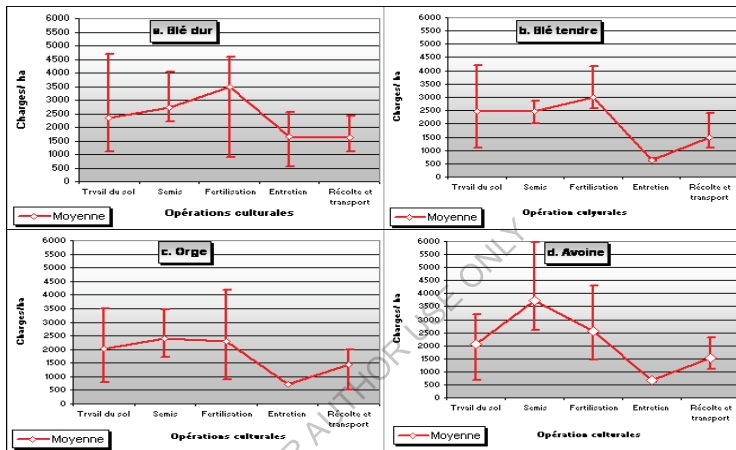 a. Blé dur
Charges/ ha
6000
5500
5000
4500
4000
3500
3000
2500
2000
1500
1000
500
0
Trvail du sol
Semis
Fertilisation
Entretien
Récolte et
transport
Opérations culturales
Moyenne
b. Blé tendre
Charges/ ha
6000
5500
5000
4500
4000
3500
3000
2500
2000
1500
1000
500
0
Trvail du sol
Semis
Fertilisation
Entretien
Récolte et
transport
Opération culyurales
Moyenne
c. Orge
Charges/ha
6000
5500
5000
4500
4000
3500
3000
2500
2000
1500
1000
500
0
Trvail du sol
Semis
Fertilisation
Entretien
Récolte et
transport
Opérations culturales
Moyenne
d. Avoine
Charges/ ha
6000
5500
5000
4500
4000
3500
3000
2500
2000
1500
1000
500
0
Trvail du sol
Semis
Fertilisation
Entretien
Récolte et
transport
Opérations culturales
Moyenne
AUTHOR USE ONLY